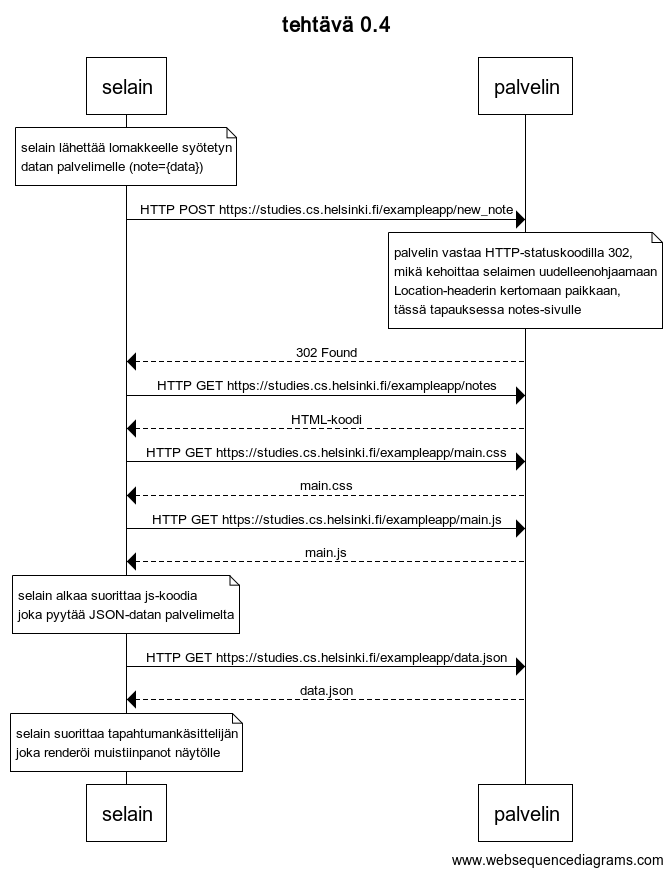 tehtävä 0.4
selain
palvelin
selain lähettää lomakkeelle syötetyn
datan palvelimelle (note={data})
HTTP POST https://studies.cs.helsinki.fi/exampleapp/new_note
palvelin vastaa HTTP-statuskoodilla 302,
mikä kehoittaa selaimen uudelleenohjaamaan
Location-headerin kertomaan paikkaan,
tässä tapauksessa notes-sivulle
302 Found
HTTP GET https://studies.cs.helsinki.fi/exampleapp/notes
HTML-koodi
HTTP GET https://studies.cs.helsinki.fi/exampleapp/main.css
main.css
HTTP GET https://studies.cs.helsinki.fi/exampleapp/main.js
main.js
selain alkaa suorittaa js-koodia
joka pyytää JSON-datan palvelimelta
HTTP GET https://studies.cs.helsinki.fi/exampleapp/data.json
data.json
selain suorittaa tapahtumankäsittelijän
joka renderöi muistiinpanot näytölle
selain
palvelin
www.websequencediagrams.com